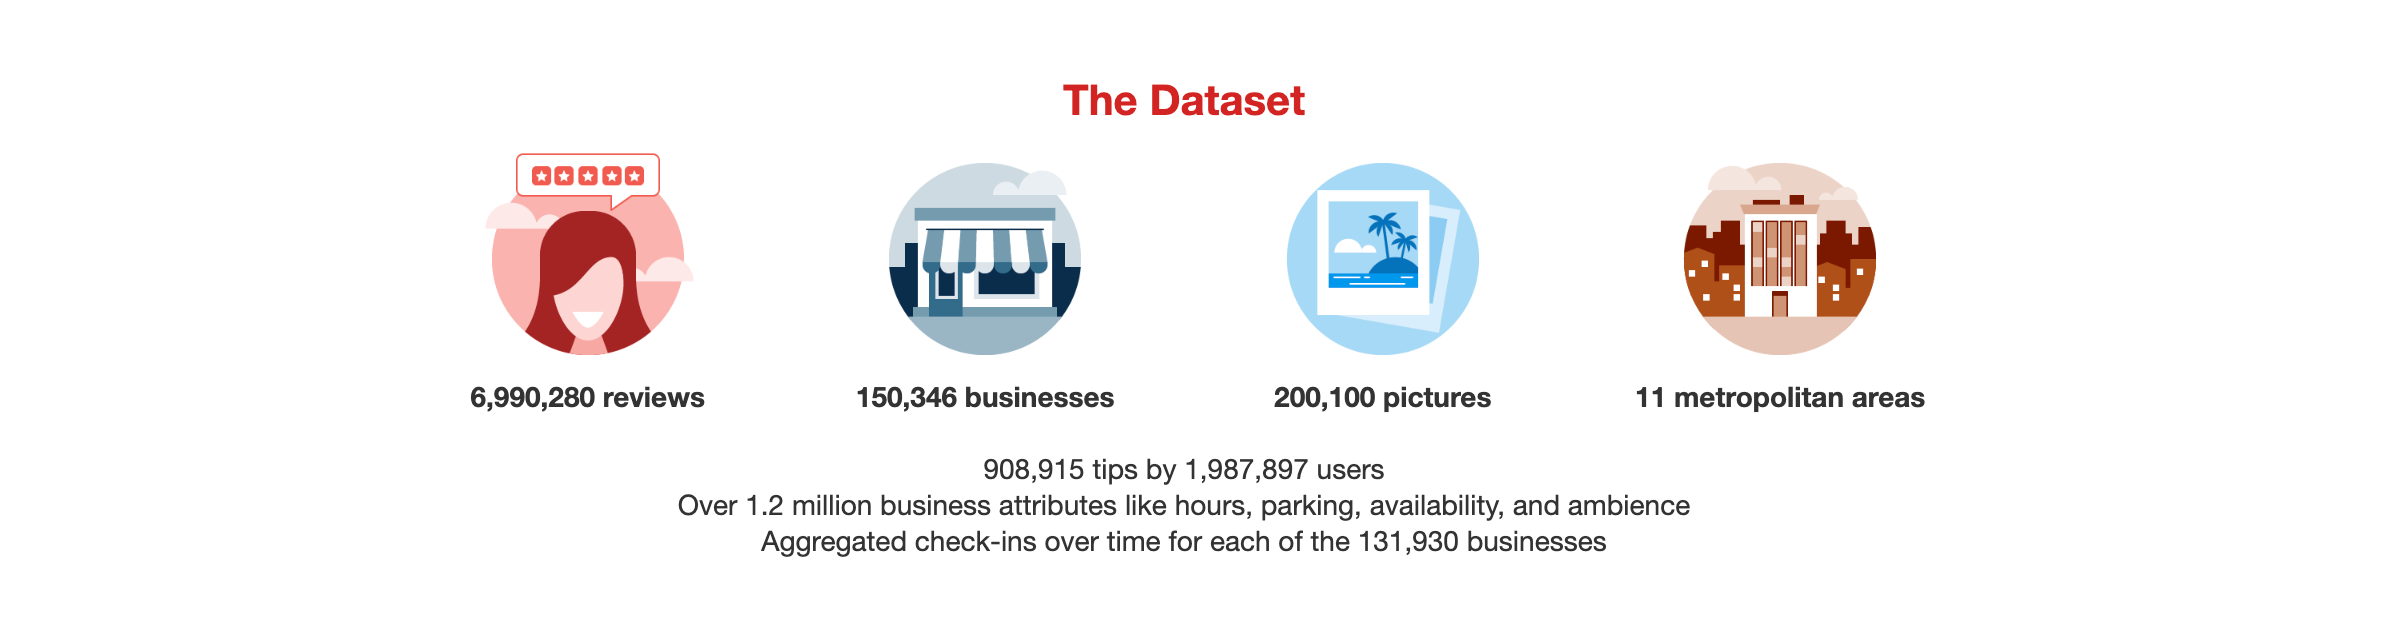 The Dataset
6,990,280 reviews
150,346 businesses
200,100 pictures
11 metropolitan areas
908,915 tips by 1,987,897 users
Over 1.2 million business attributes like hours, parking, availability, and ambience
Aggregated check-ins over time for each of the 131,930 businesses